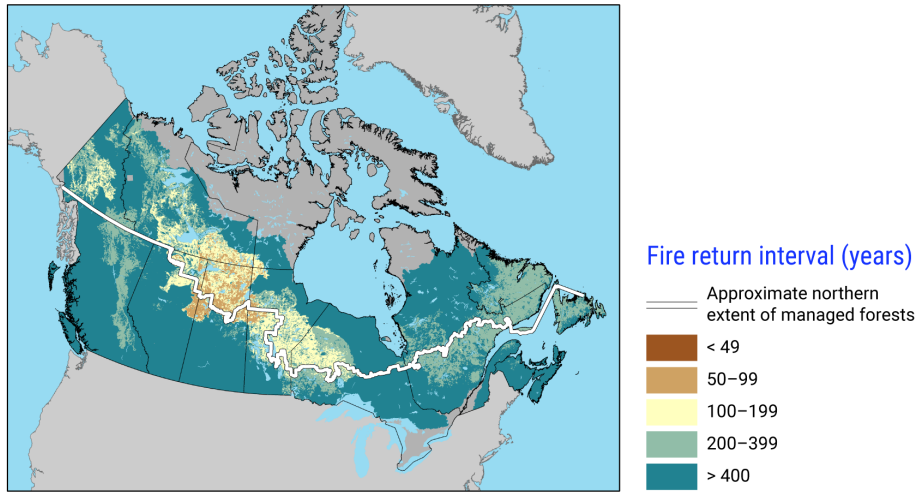 Fire return interval (years)
Approximate northern
extent of managed forests
< 49
50–99
100–199
200–399
> 400